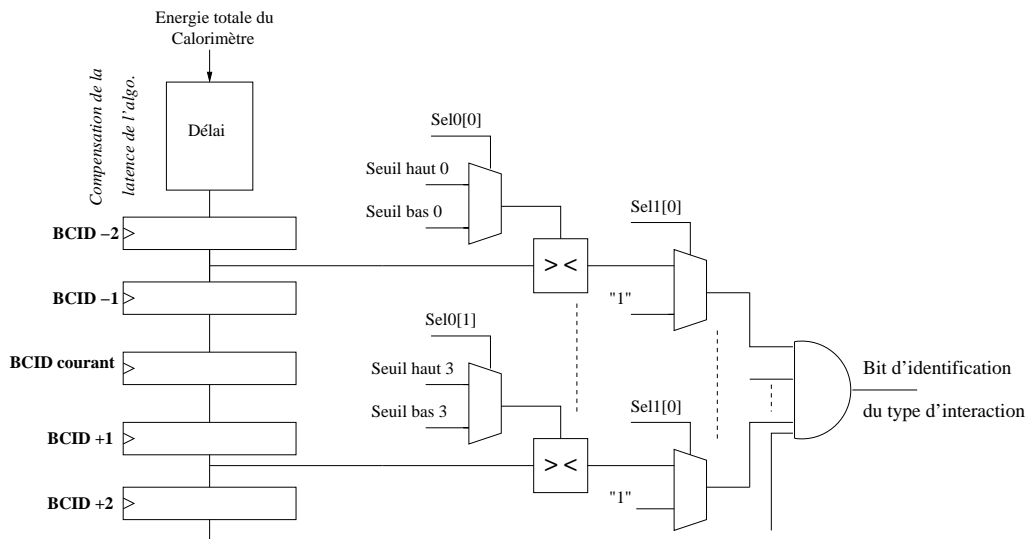 Energie totale du
Calorimètre
Compensation de la
latence de l'algo.
Délai
BCID −2
BCID −1
BCID courant
BCID +1
BCID +2
Sel0[0]
Seuil haut 0
Seuil bas 0
> <
Sel1[0]
"1"
Sel0[1]
Seuil haut 3
Seuil bas 3
> <
Sel1[0]
"1"
Bit d'identification
du type d'interaction